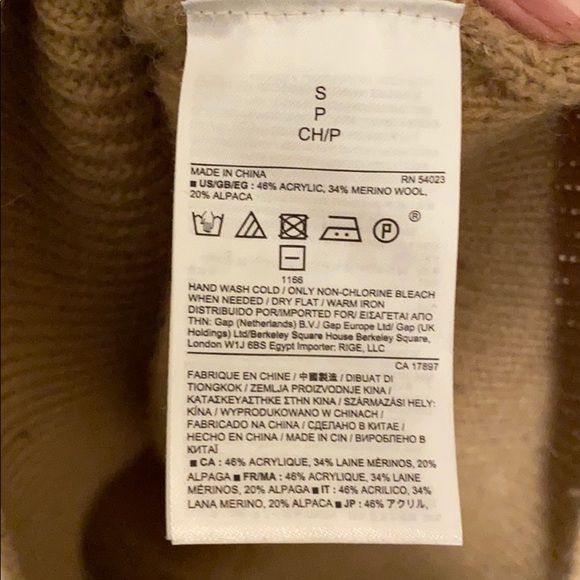 S
P
CH/P
MADE IN CHINA RN 54023
■ US/GB/EG : 46% ACRYLIC, 34% MERINO WOOL,
20% ALPACA
P ®
1166
HAND WASH COLD / ONLY NON-CHLORINE BLEACH
WHEN NEEDED / DRY FLAT / WARM IRON
DISTRIBUIDO POR/IMPORTED FOR/ ΕΙΣΑΓΕΤΑΙ ΑΠΟ
ΤΗΝ: Gap (Netherlands) B.V./ Gap Europe Ltd/ Gap (UK
Holdings) Ltd/Berkeley Square House Berkeley Square,
London W1J 6BS Egypt Importer: RIGE, LLC
CA 17897
FABRIQUE EN CHINE / 中國製造 / DIBUAT DI
TIONGKOK / ZEMLJA PROIZVODNJE KINA /
ΚΑΤΑΣΚΕΥΑΣΤΗΚΕ ΣΤΗΝ ΚΙΝΑ / SZÁRMAZÁSI HELY:
KÍNA / WYPRODUKOWANO W CHINACH /
FABRICADO NA CHINA / СДЕЛАНО В КИТАЕ /
HECHO EN CHINA / MADE IN CIN / ВИРОБЛЕНО В
КИТАЇ
■ CA : 46% ACRYLIQUE, 34% LAINE MÉRINOS, 20%
ALPAGA ■ FR/MA : 46% ACRYLIQUE, 34% LAINE
MÉRINOS, 20% ALPAGA ■ IT : 46% ACRILICO, 34%
LANA MERINO, 20% ALPACA ■ JP : 46% アクリル,